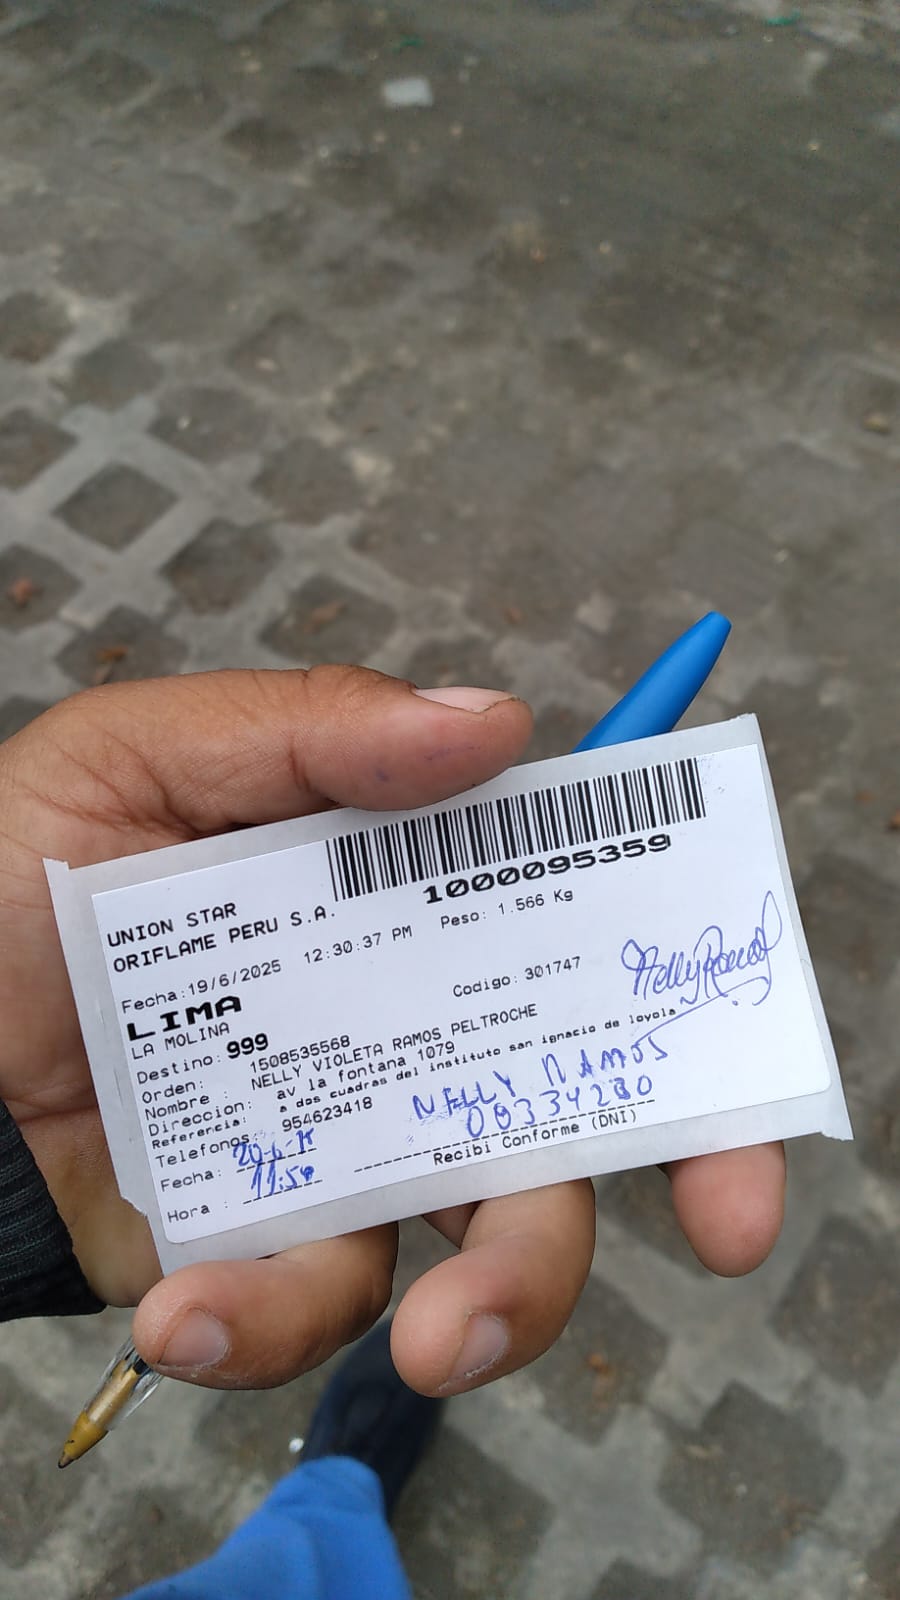 1000095359
UNION STAR
ORIFLAME PERU S.A.
Fecha:19/6/2025 12:30:37 PM Peso: 1.566 Kg
LIMA
LA MOLINA Codigo: 301747
Destino: 999
Orden: 1508535568
Nombre : NELLY VIOLETA RAMOS PELTROCHE
Direccion: av la fontana 1079
Referencia: a dos cuadras del instituto san ignacio de loyola
Telefonos: 954623418
Nelly Ramos
NELLY RAMOS
Fecha:
Hora : 11:50
Recibi Conforme (DNI)